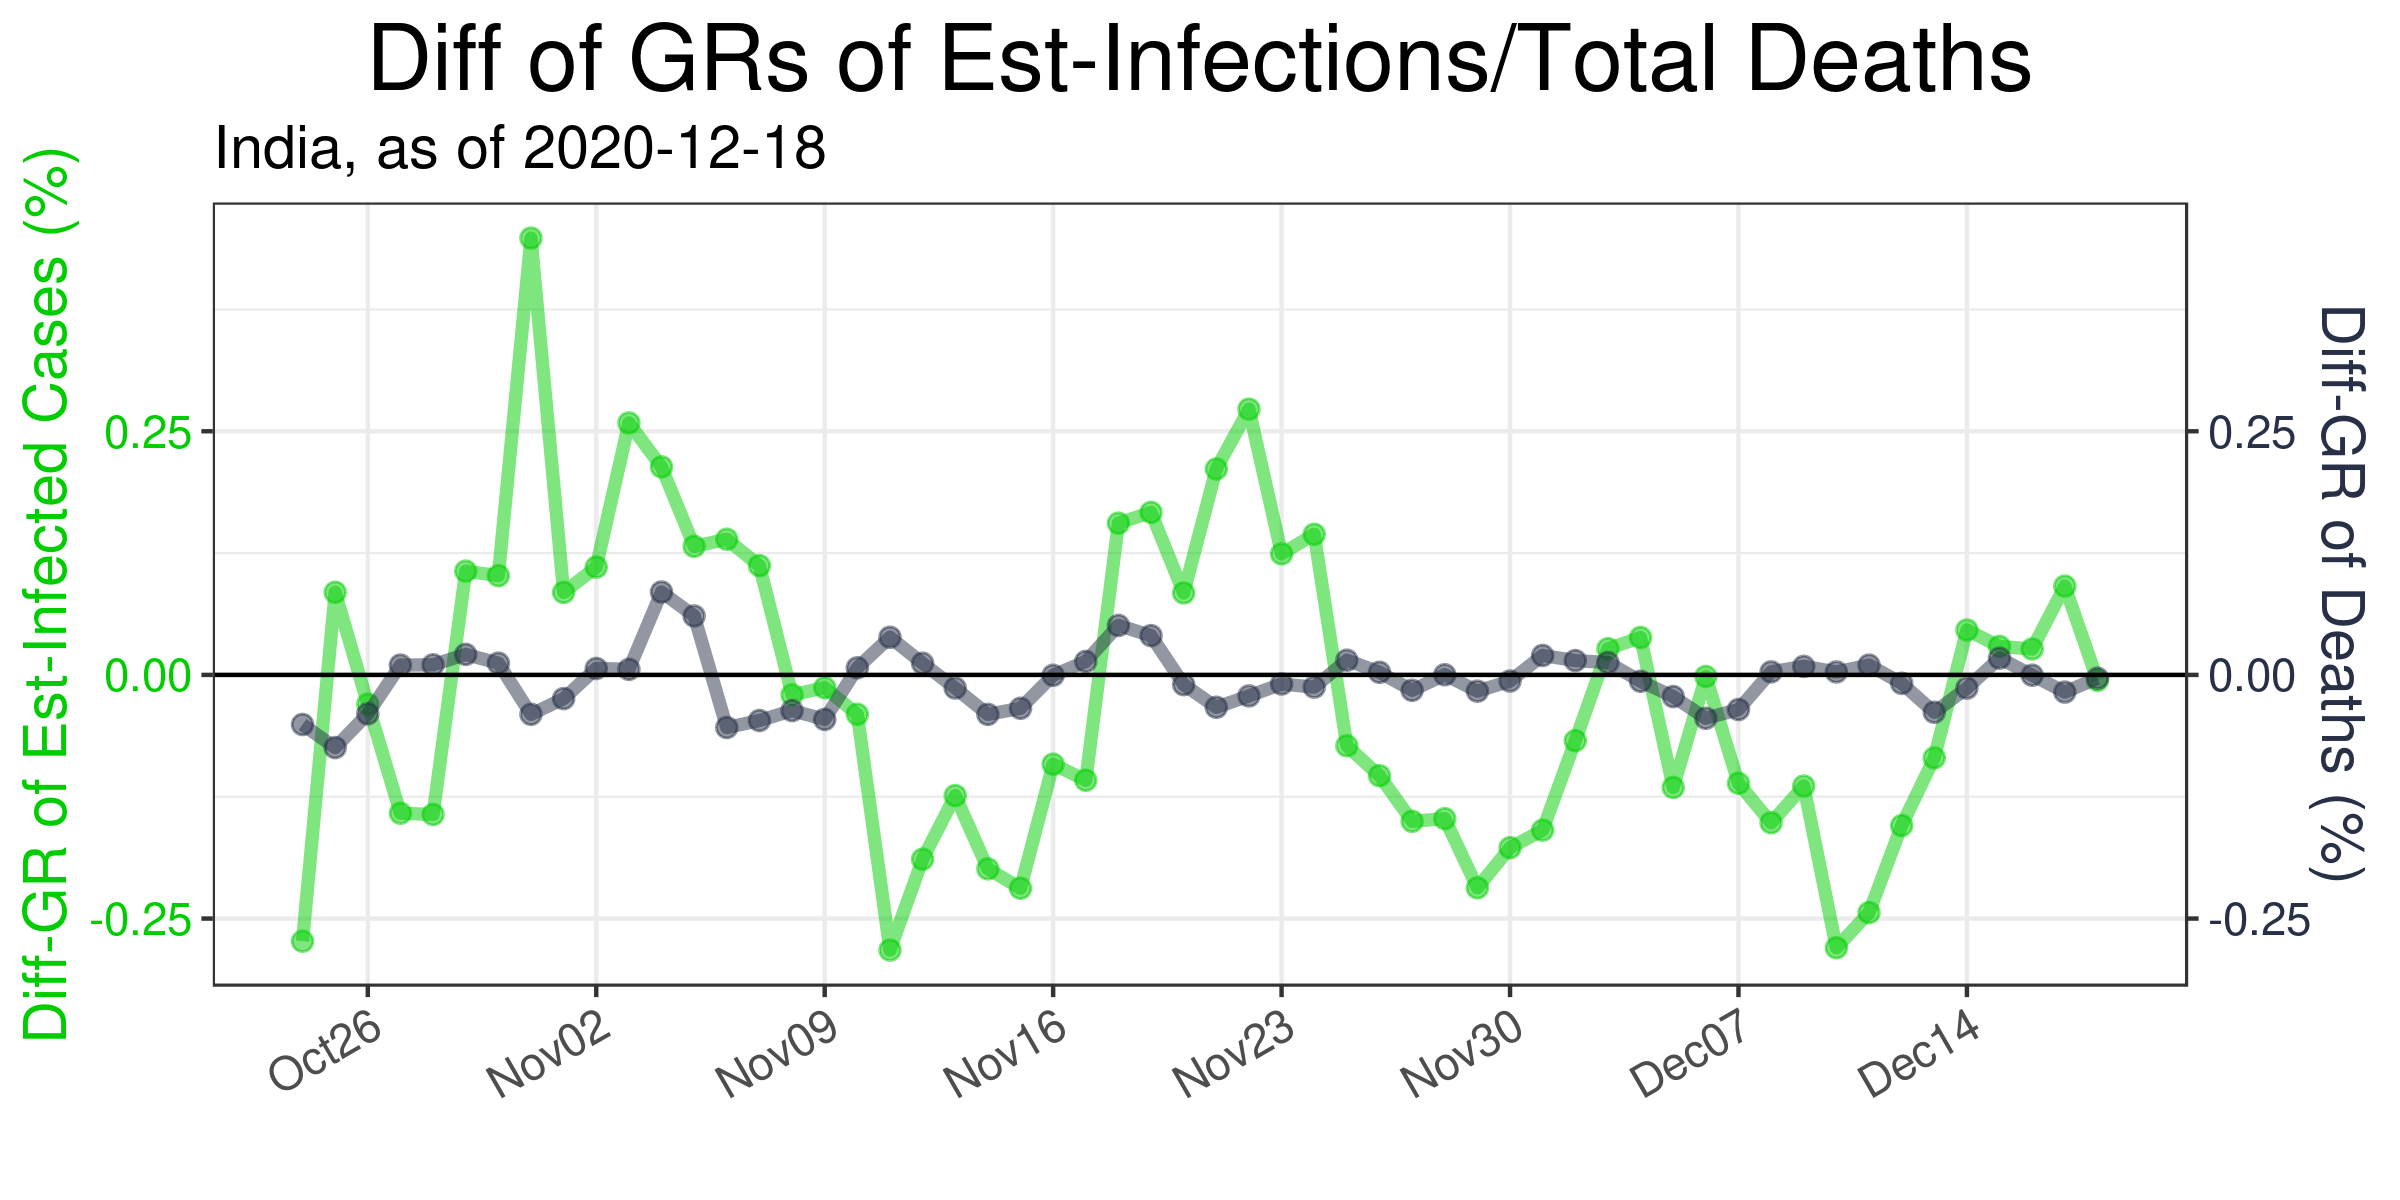 Diff of GRs of Est-Infections/Total Deaths
India, as of 2020-12-18
Diff-GR of Est-Infected Cases (%)
0.25
0.00
-0.25
0.25
0.00
-0.25
Diff-GR of Deaths (%)
Oct26
Nov02
Nov09
Nov16
Nov23
Nov30
Dec07
Dec14